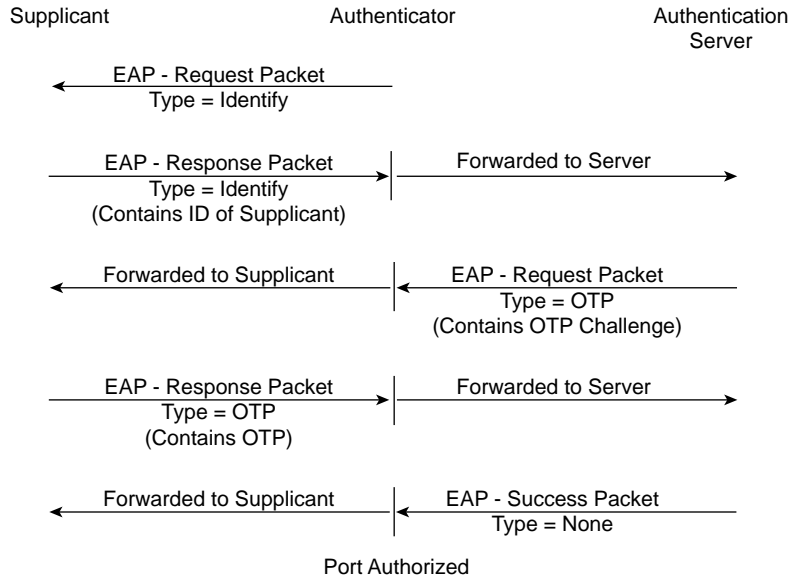 Supplicant
Authenticator
Authentication
Server
EAP - Request Packet
Type = Identify
EAP - Response Packet
Type = Identify
(Contains ID of Supplicant)
Forwarded to Server
Forwarded to Supplicant
EAP - Request Packet
Type = OTP
(Contains OTP Challenge)
EAP - Response Packet
Type = OTP
(Contains OTP)
Forwarded to Server
Forwarded to Supplicant
EAP - Success Packet
Type = None
Port Authorized